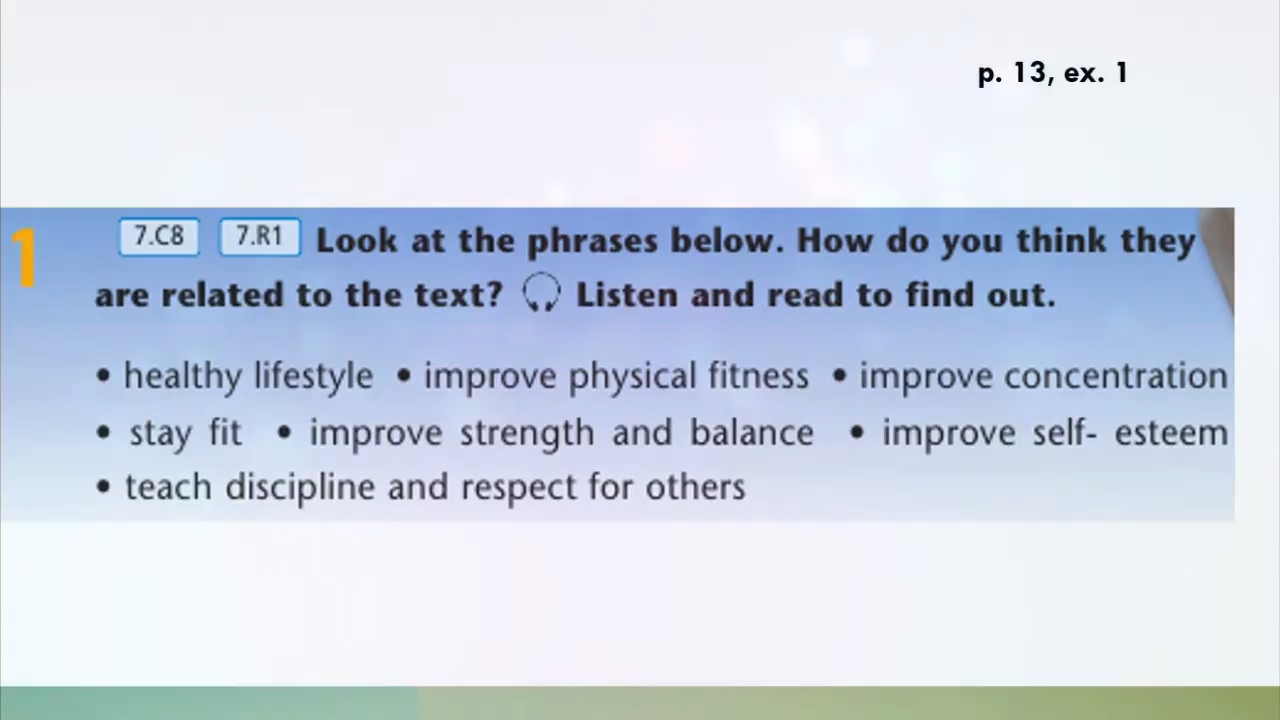 p. 13, ex. 1
1 7.C8 7.R1 Look at the phrases below. How do you think they
are related to the text? Listen and read to find out.
• healthy lifestyle • improve physical fitness • improve concentration
• stay fit • improve strength and balance • improve self- esteem
• teach discipline and respect for others